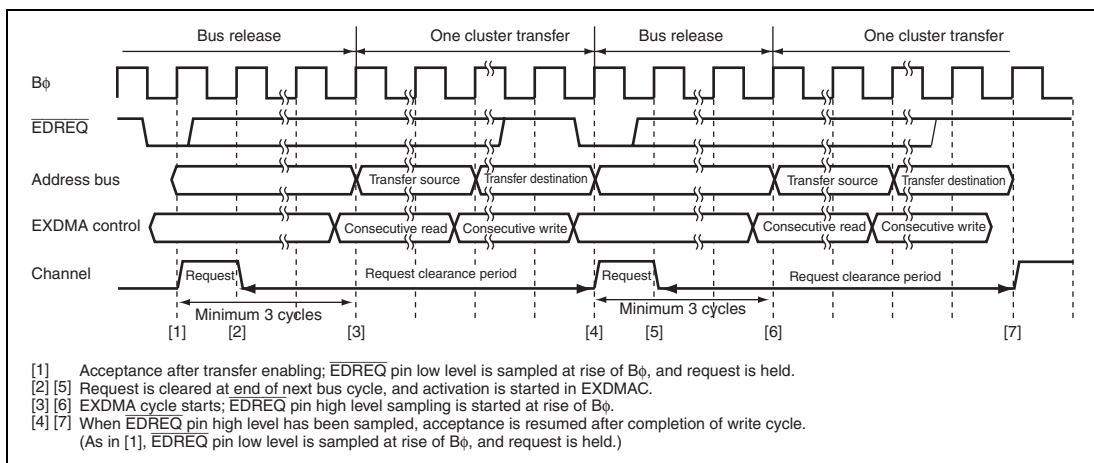 Bus release One cluster transfer Bus release One cluster transfer
Bφ
EDREQ
Address bus Transfer source Transfer destination Transfer source Transfer destination
EXDMA control Consecutive read Consecutive write Consecutive read Consecutive write
Channel Request Request clearance period Request Request clearance period
Minimum 3 cycles Minimum 3 cycles
[1] [2] [3] [4] [5] [6] [7]
[1] Acceptance after transfer enabling; EDREQ pin low level is sampled at rise of Bφ, and request is held.
[2] [5] Request is cleared at end of next bus cycle, and activation is started in EXDMAC.
[3] [6] EXDMA cycle starts; EDREQ pin high level sampling is started at rise of Bφ.
[4] [7] When EDREQ pin high level has been sampled, acceptance is resumed after completion of write cycle.
(As in [1], EDREQ pin low level is sampled at rise of Bφ, and request is held.)